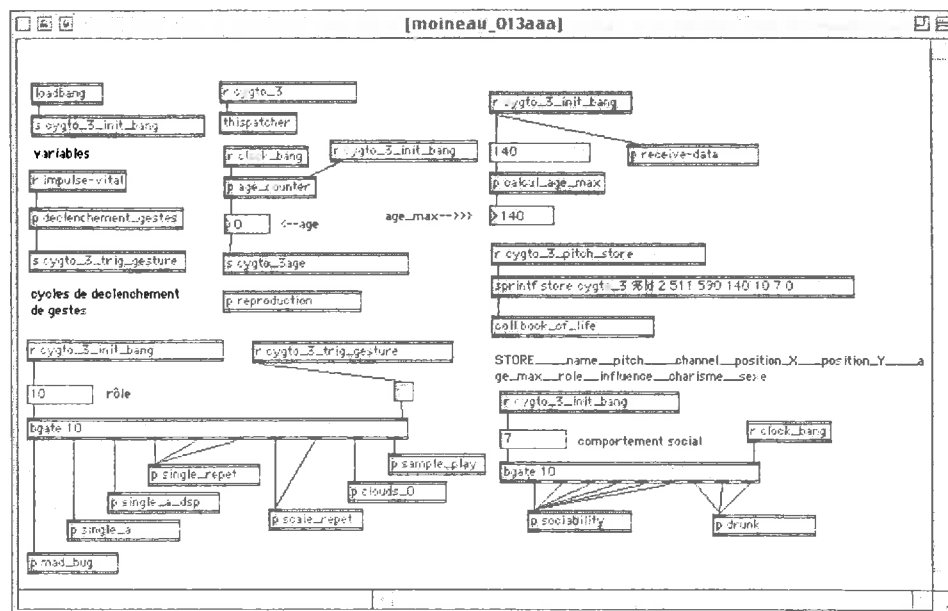 [moineau_013aaa]
loadbang
s cygto_3_init_bang
variables
r impulse-vital
p declenchement_gestes
s cygto_3_trig_gesture
cycles de declenchement
de gestes
r cygto_3
thispatcher
r clock_bang
r cygto_3_init_bang
p age_counter
0
<--age
s cygto_3age
p reproduction
r cygto_3_init_bang
140
p receive-data
p calcul_age_max
age_max-->>>
140
r cygto_3_pitch_store
sprintf store cygto_3 %ld 2 511 590 140 10 7 0
coll book_of_life
STORE____name__pitch____channel__position_X____position_Y____a
ge_max__role__influence__charisme__sexe
r cygto_3_init_bang
10
rôle
r cygto_3_trig_gesture
bgate 10
p single_repet
p sample_play
p clouds_0
p single_a_dsp
p scale_repet
p single_a
p mad_bug
r cygto_3_init_bang
7
comportement social
r clock_bang
bgate 10
p sociability
p drunk